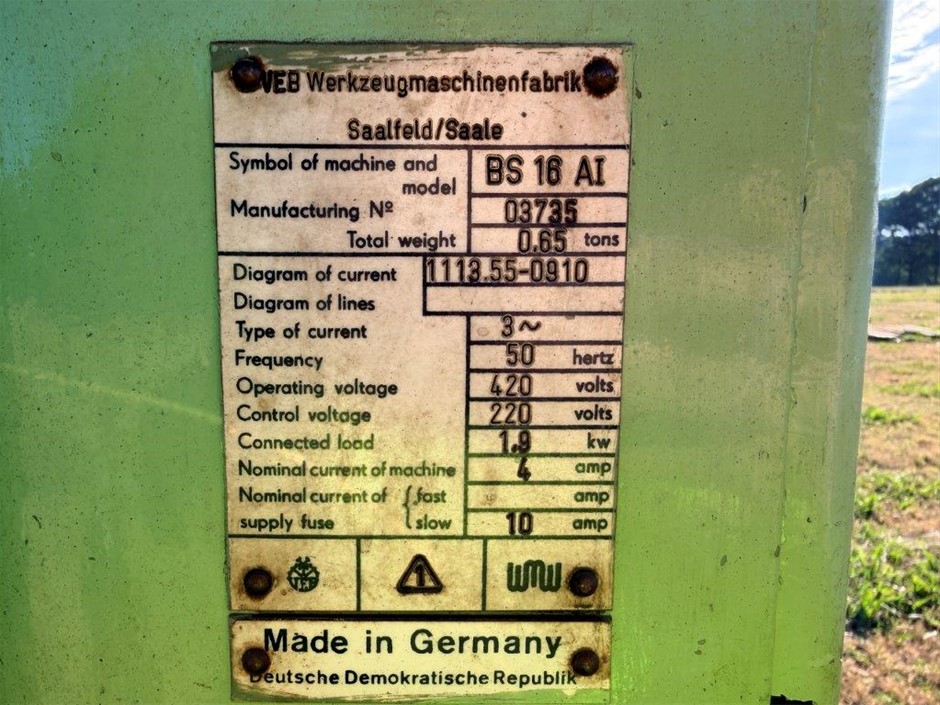 VEB Werkzeugmaschinenfabrik
Saalfeld/Saale
Symbol of machine and model BS 16 AI
Manufacturing Nº 03735
Total weight 0,65 tons
Diagram of current 1113.55-0910
Diagram of lines
Type of current 3~
Frequency 50 hertz
Operating voltage 420 volts
Control voltage 220 volts
Connected load 1,9 kw
Nominal current of machine 4 amp
Nominal current of { fast amp
supply fuse slow 10 amp
VEB 1 WMW
Made in Germany
Deutsche Demokratische Republik